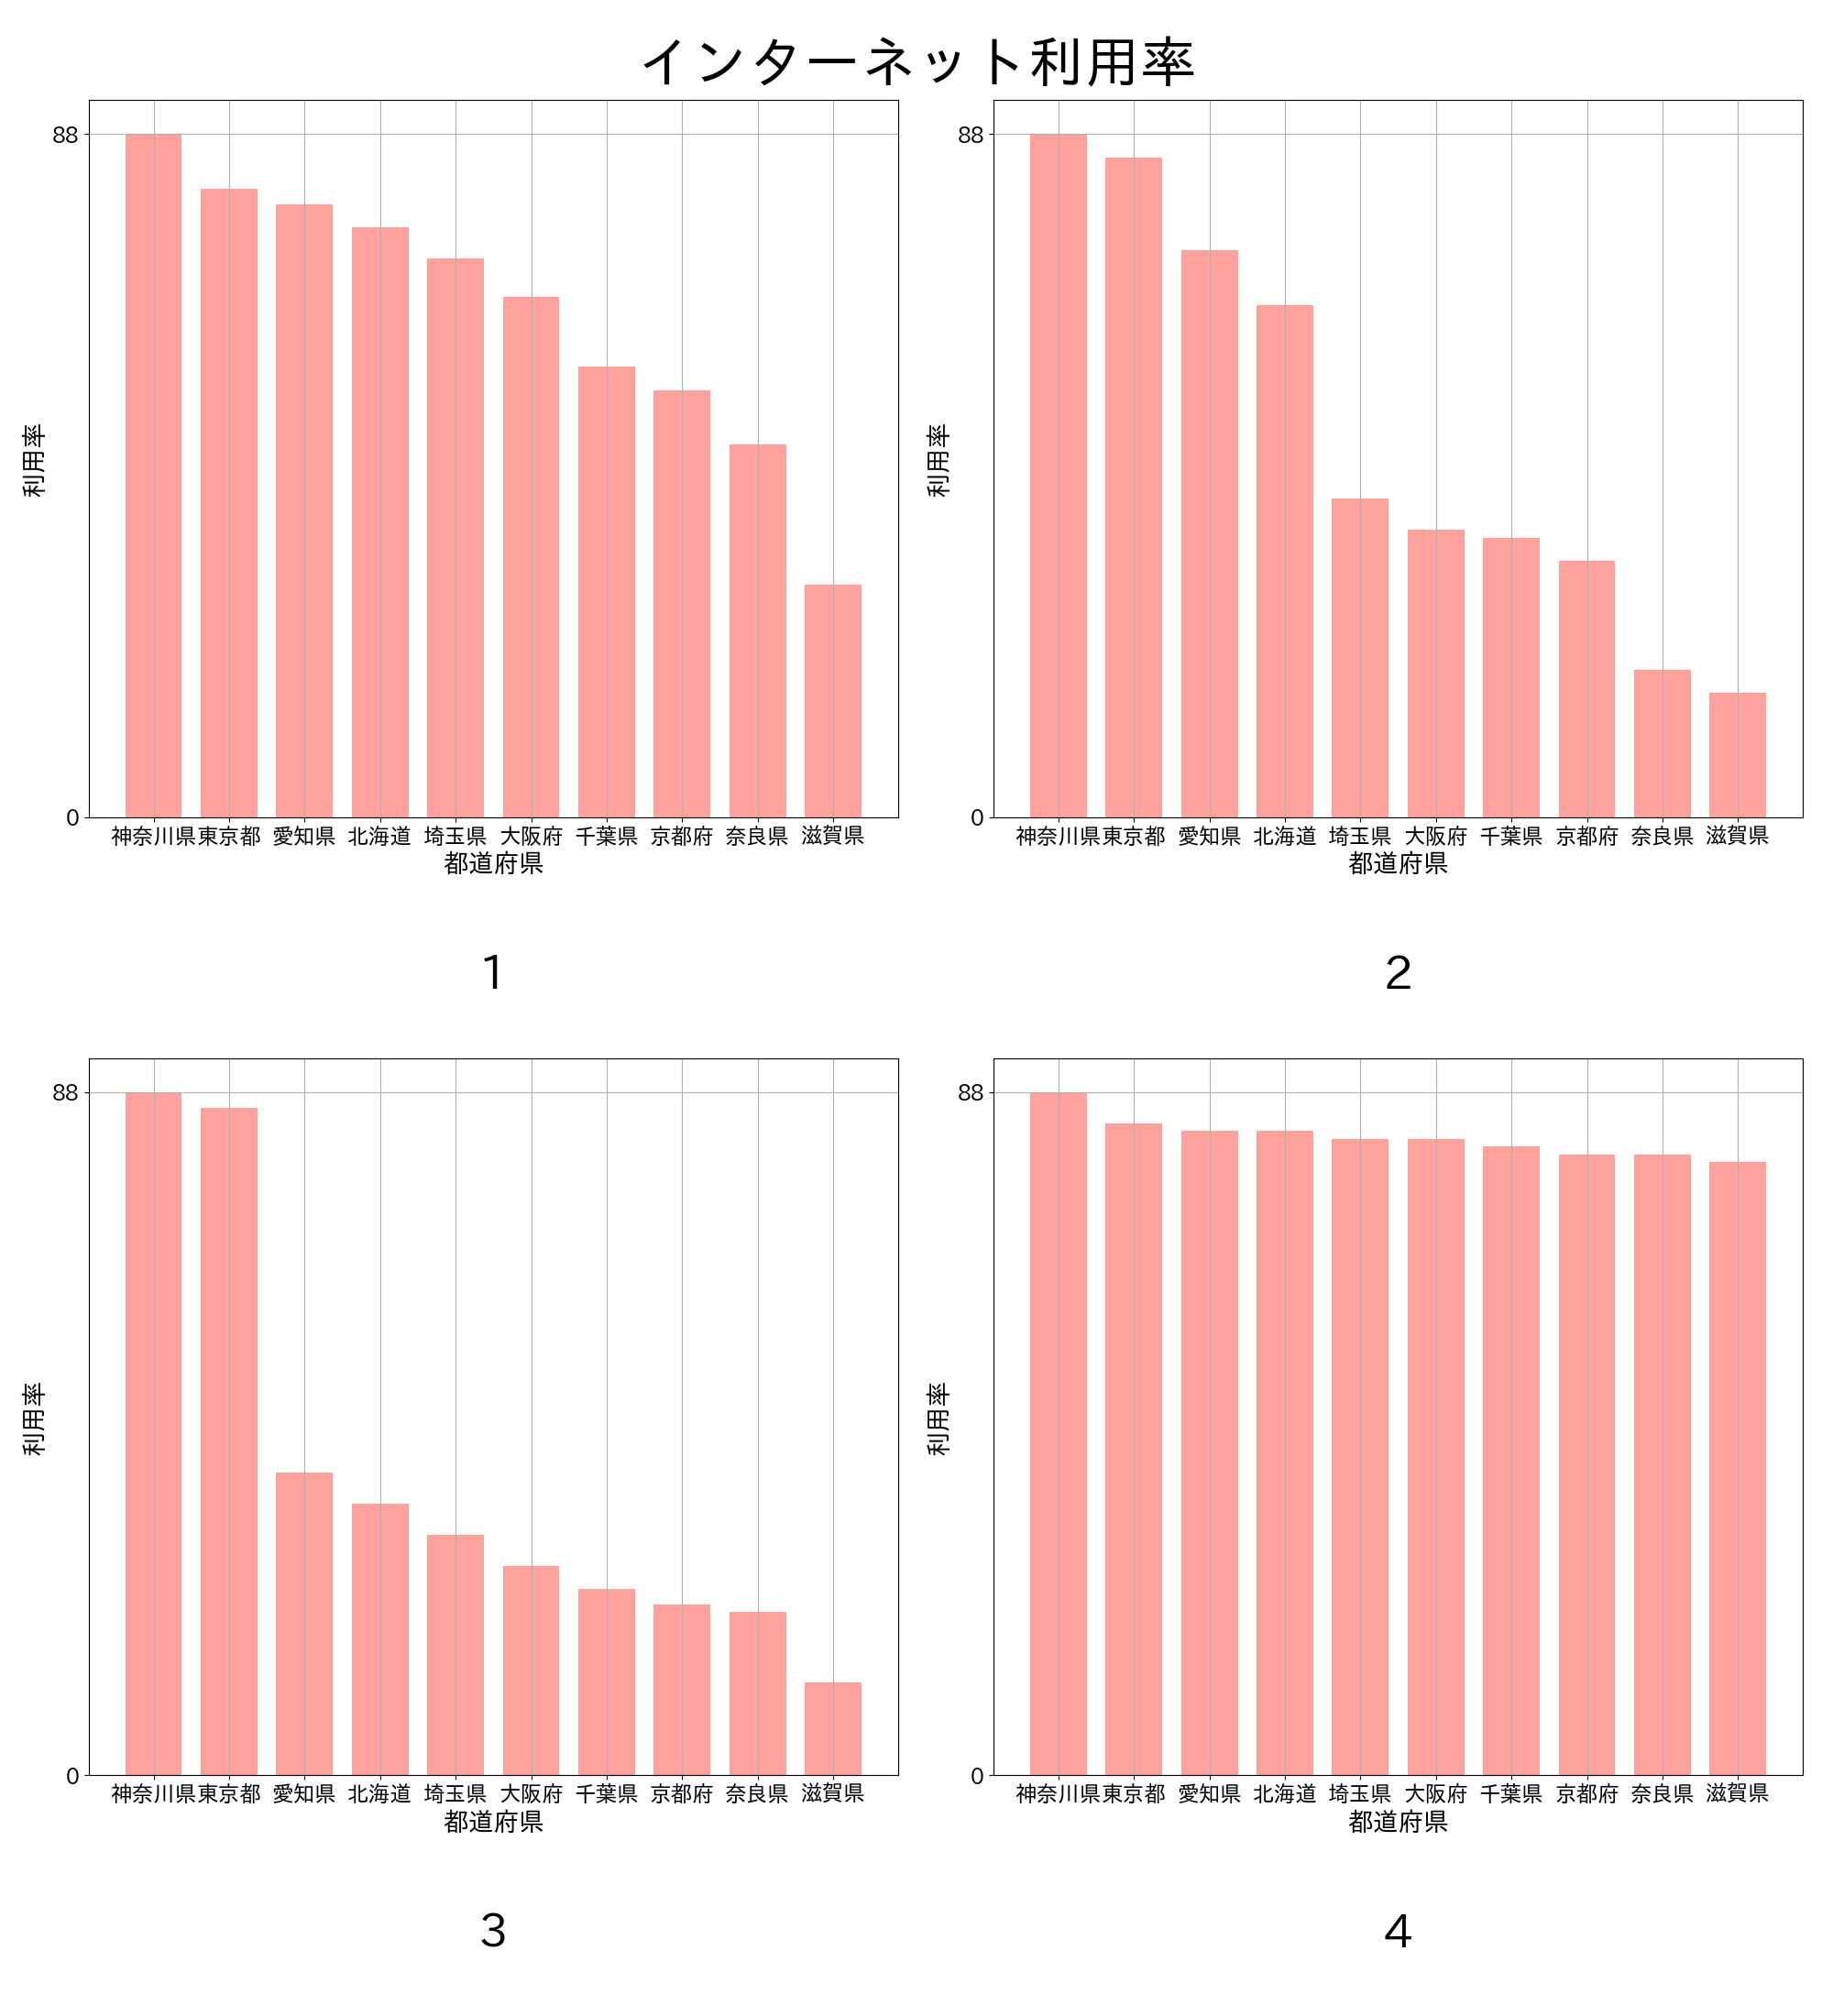 インターネット利用率
88
0
利用率
神奈川県 東京都 愛知県 北海道 埼玉県 大阪府 千葉県 京都府 奈良県 滋賀県
都道府県
1
88
0
利用率
神奈川県 東京都 愛知県 北海道 埼玉県 大阪府 千葉県 京都府 奈良県 滋賀県
都道府県
2
88
0
利用率
神奈川県 東京都 愛知県 北海道 埼玉県 大阪府 千葉県 京都府 奈良県 滋賀県
都道府県
3
88
0
利用率
神奈川県 東京都 愛知県 北海道 埼玉県 大阪府 千葉県 京都府 奈良県 滋賀県
都道府県
4